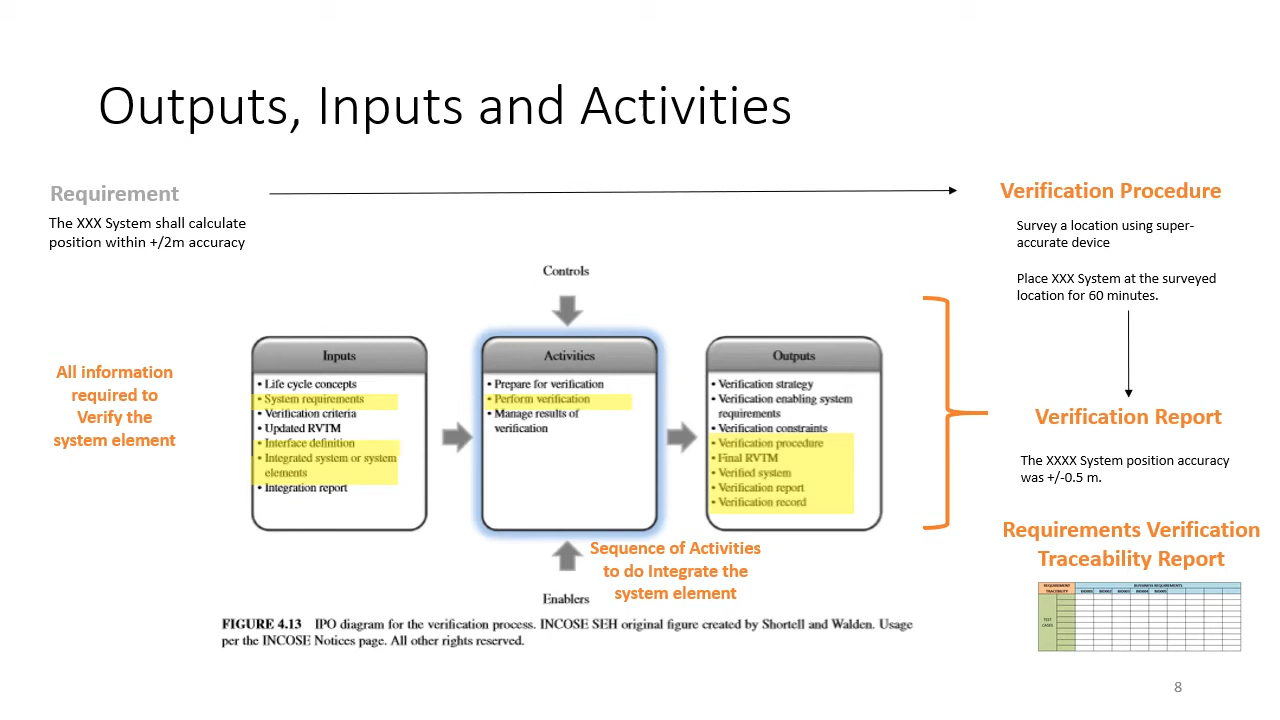 Outputs, Inputs and Activities
Requirement
The XXX System shall calculate
position within +/2m accuracy
Verification Procedure
Survey a location using super-
accurate device
Place XXX System at the surveyed
location for 60 minutes.
Controls
All information
required to
Verify the
system element
Inputs
• Life cycle concepts
• System requirements
• Verification criteria
• Updated RVTM
• Interface definition
• Integrated system or system
elements
• Integration report
Activities
• Prepare for verification
• Perform verification
• Manage results of
verification
Outputs
• Verification strategy
• Verification enabling system
requirements
• Verification constraints
• Verification procedure
• Final RVTM
• Verified system
• Verification report
• Verification record
Verification Report
The XXXX System position accuracy
was +/-0.5 m.
Sequence of Activities
to do Integrate the
system element
Enablers
Requirements Verification
Traceability Report
REQUIREMENT
TRACEBILITY
BUSINESS REQUIREMENTS
TEST
CASES
FIGURE 4.13 IPO diagram for the verification process. INCOSE SEH original figure created by Shortell and Walden. Usage
per the INCOSE Notices page. All other rights reserved.
8